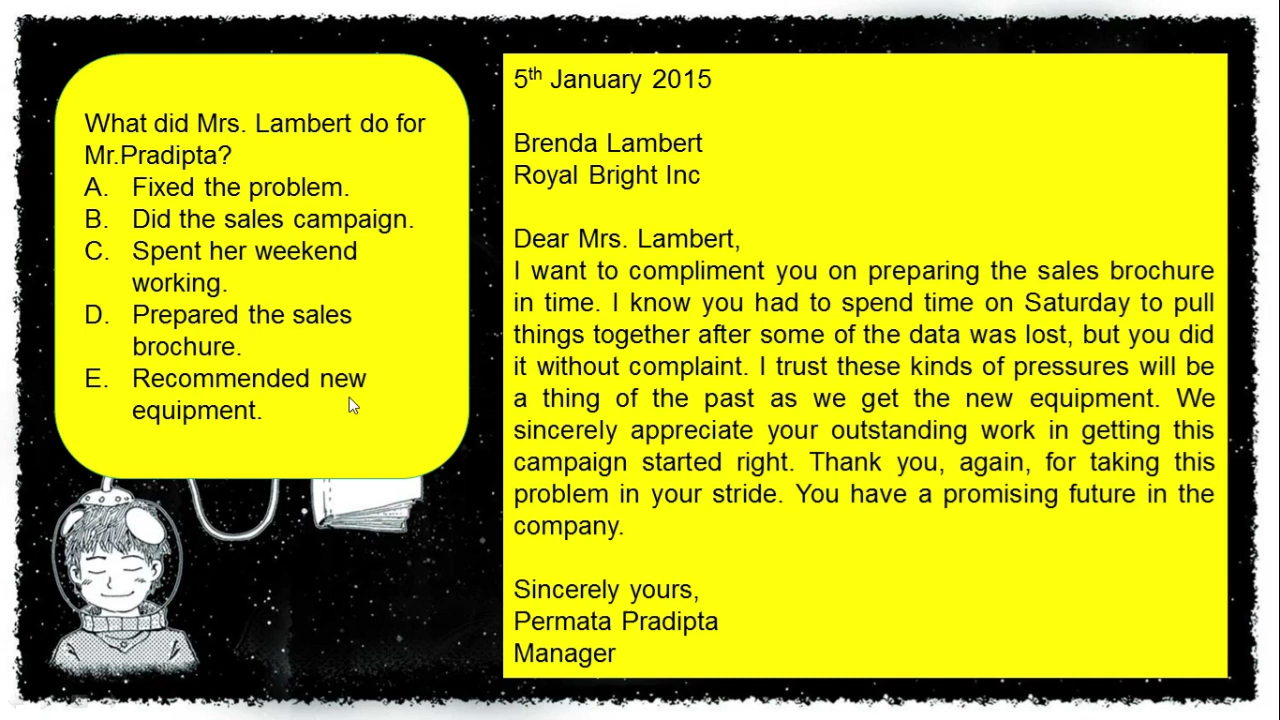 What did Mrs. Lambert do for
Mr.Pradipta?
A. Fixed the problem.
B. Did the sales campaign.
C. Spent her weekend
working.
D. Prepared the sales
brochure.
E. Recommended new
equipment.
5th January 2015
Brenda Lambert
Royal Bright Inc
Dear Mrs. Lambert,
I want to compliment you on preparing the sales brochure
in time. I know you had to spend time on Saturday to pull
things together after some of the data was lost, but you did
it without complaint. I trust these kinds of pressures will be
a thing of the past as we get the new equipment. We
sincerely appreciate your outstanding work in getting this
campaign started right. Thank you, again, for taking this
problem in your stride. You have a promising future in the
company.
Sincerely yours,
Permata Pradipta
Manager